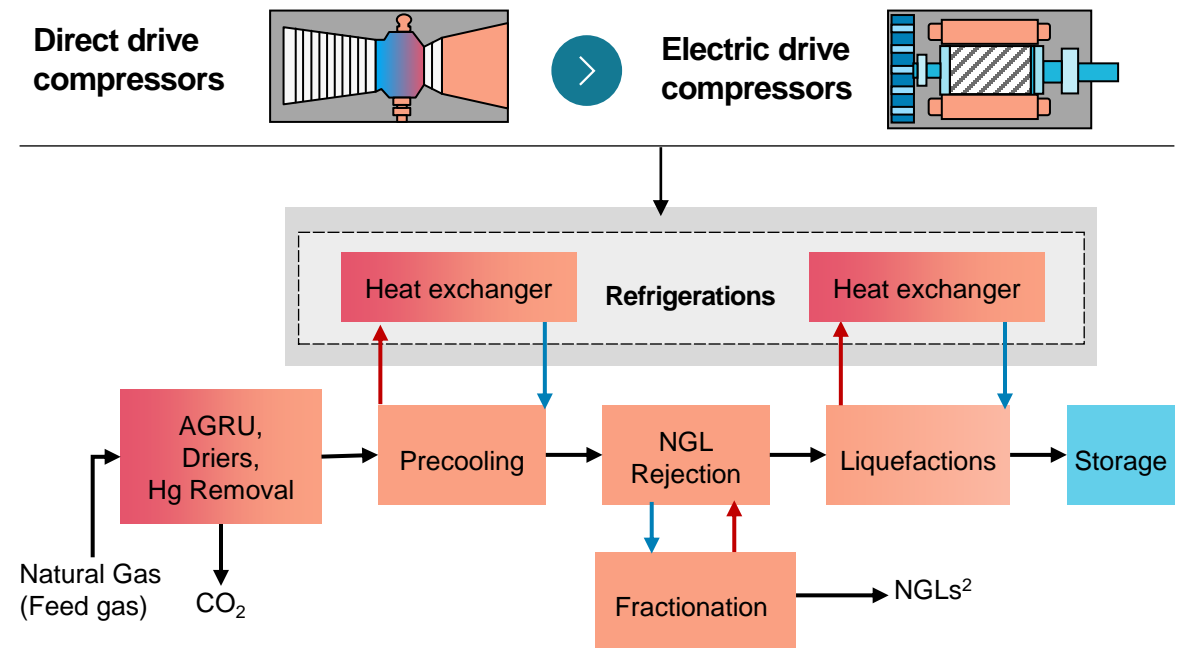 Direct drive
compressors
Electric drive
compressors
Heat exchanger
Refrigerations
Heat exchanger
AGRU,
Driers,
Hg Removal
Precooling
NGL
Rejection
Liquefactions
Storage
Natural Gas
(Feed gas)
CO₂
Fractionation
NGLs²